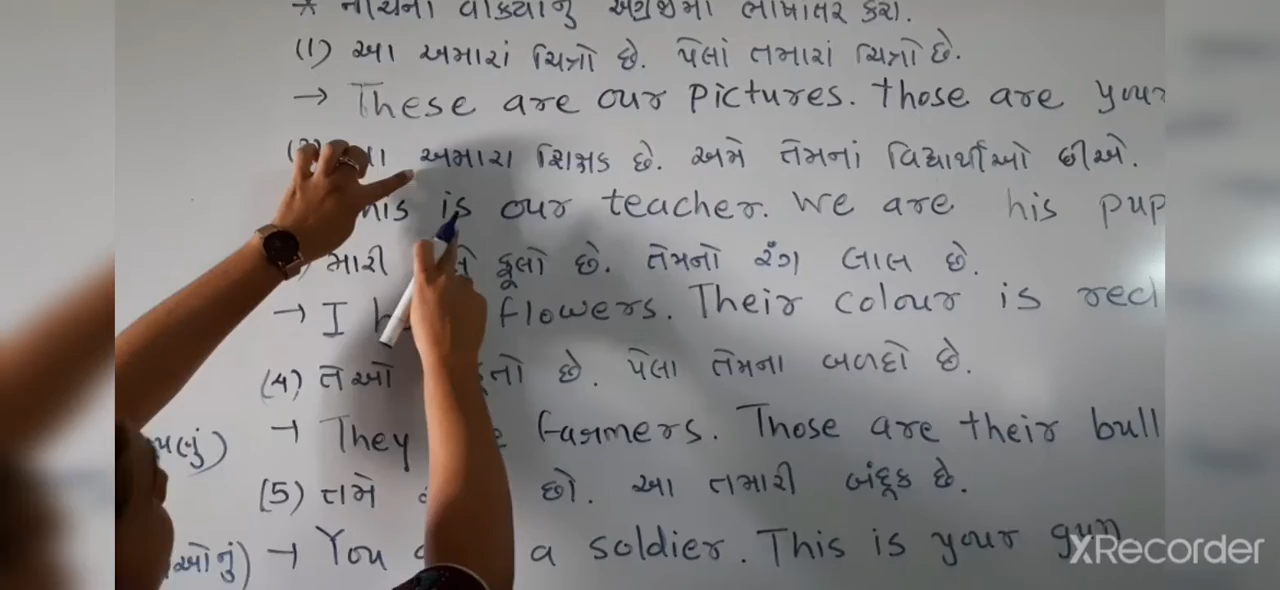 * નીચેના વાક્યોનું અંગ્રેજીમાં ભાષાંતર કરો.
(1) આ અમારાં ચિત્રો છે. પેલાં તમારાં ચિત્રો છે.
→ These are our pictures. Those are your
અમારા શિક્ષક છે. અમે તેમનાં વિદ્યાર્થીઓ છીએ.
is our teacher. We are his pup
મારી ફૂલો છે. તેમનો રંગ લાલ છે.
→ I flowers. Their colour is red
(4) તેઓ છે. પેલા તેમના બળદો છે.
→ They farmers. Those are their bull
(5) તમે છો. આ તમારી બંદૂક છે.
→ You a soldier. This is your gun
XRecorder